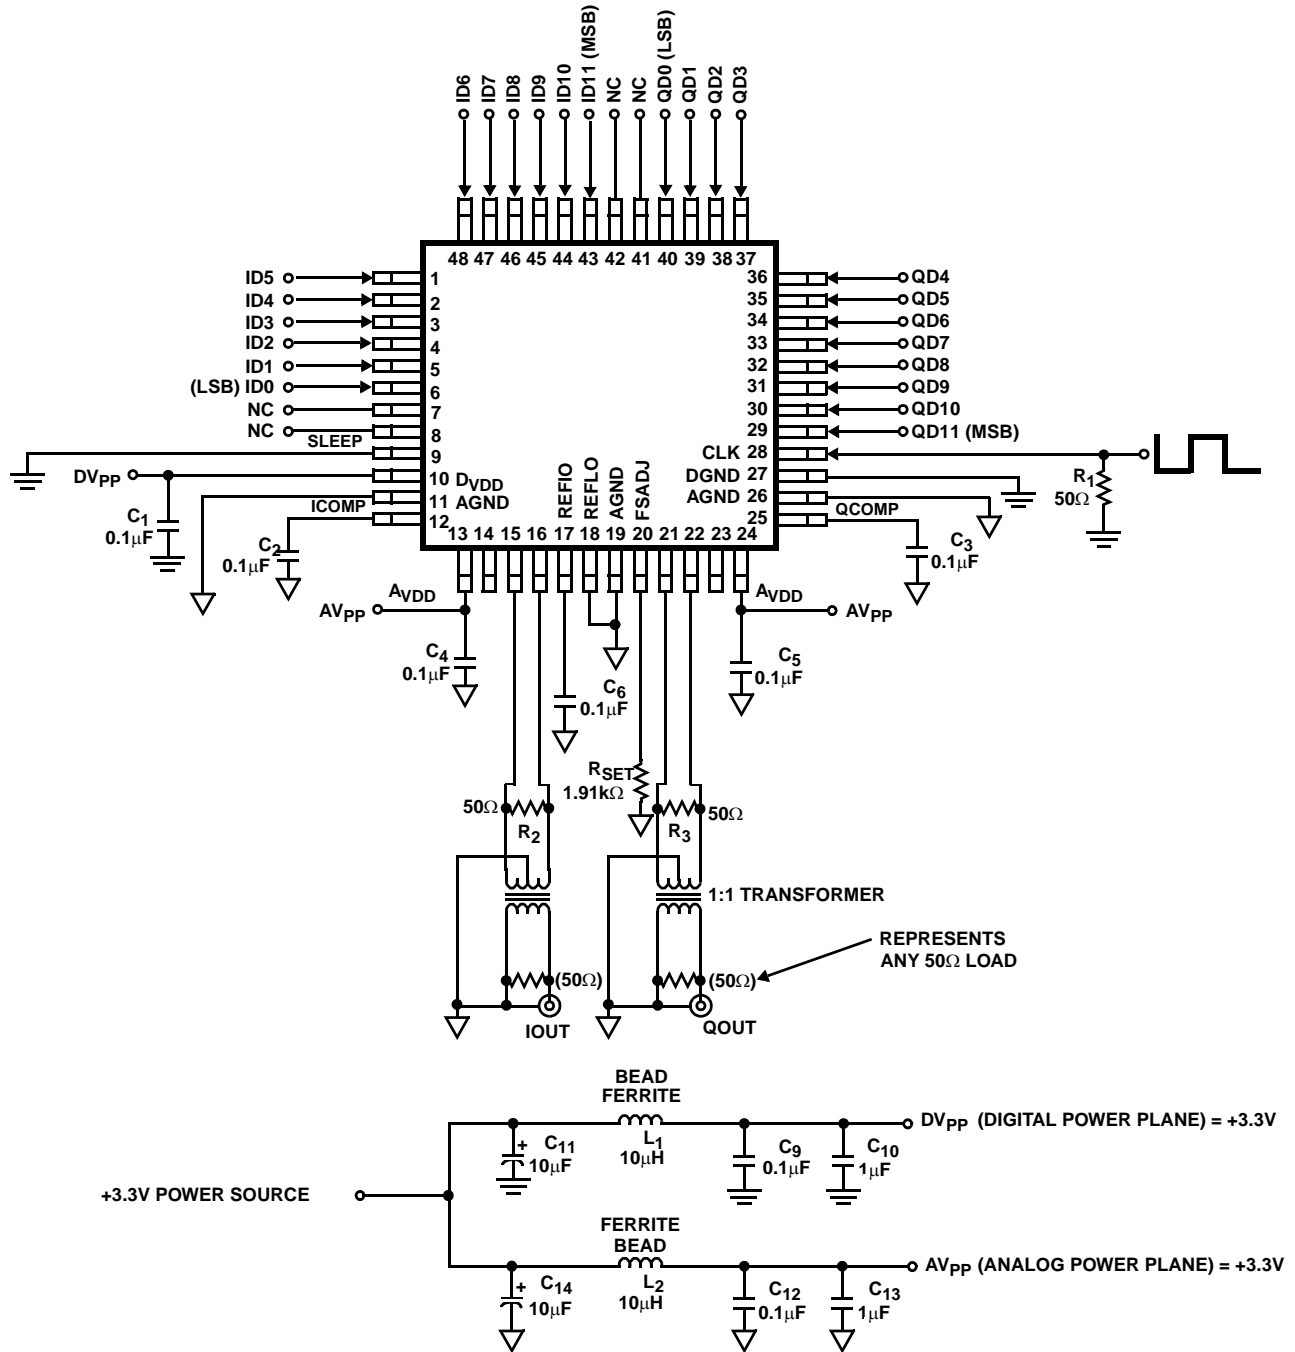 ID6
ID7
ID8
ID9
ID10
ID11 (MSB)
NC
NC
QD0 (LSB)
QD1
QD2
QD3
48 47 46 45 44 43 42 41 40 39 38 37
ID5
ID4
ID3
ID2
ID1
(LSB) ID0
NC
NC
SLEEP
DVPP
ICOMP
1
2
3
4
5
6
7
8
9
10 DVDD
11 AGND
12
36
35
34
33
32
31
30
29
CLK 28
DGND 27
AGND 26
25
QD4
QD5
QD6
QD7
QD8
QD9
QD10
QD11 (MSB)
QCOMP
R1
50Ω
REFIO
REFLO
AGND
FSADJ
13 14 15 16 17 18 19 20 21 22 23 24
C1
0.1µF
C2
0.1µF
C3
0.1µF
AVDD
AVPP
C4
0.1µF
AVDD
AVPP
C5
0.1µF
C6
0.1µF
RSET
1.91kΩ
50Ω
R2
R3
50Ω
1:1 TRANSFORMER
REPRESENTS
ANY 50Ω LOAD
(50Ω)
(50Ω)
IOUT
QOUT
BEAD
FERRITE
L1
10µH
+
C11
10µF
C9
0.1µF
C10
1µF
DVPP (DIGITAL POWER PLANE) = +3.3V
+3.3V POWER SOURCE
FERRITE
BEAD
L2
10µH
+
C14
10µF
C12
0.1µF
C13
1µF
AVPP (ANALOG POWER PLANE) = +3.3V